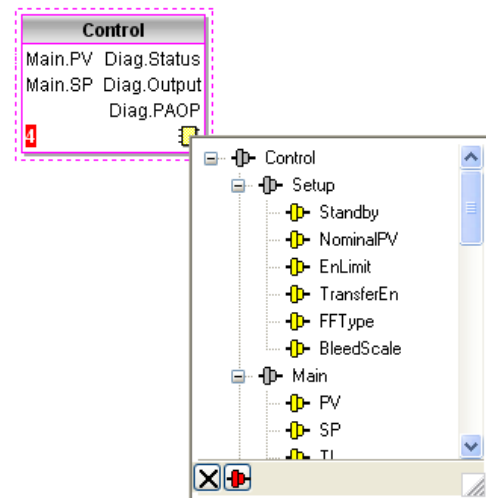 Control
Main.PV Diag.Status
Main.SP Diag.Output
Diag.PAOP
4
Control
Setup
Standby
NominalPV
EnLimit
TransferEn
FFType
BleedScale
Main
PV
SP